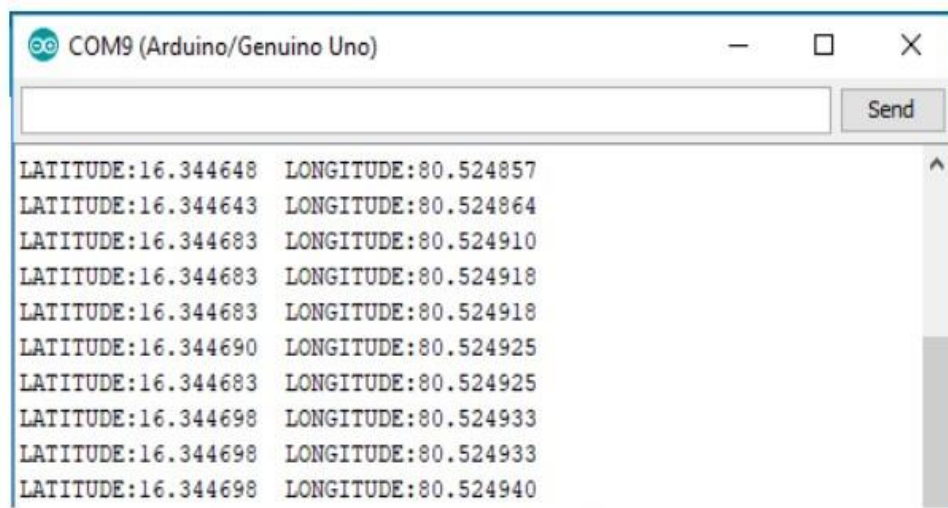 COM9 (Arduino/Genuino Uno)
Send
LATITUDE:16.344648 LONGITUDE:80.524857
LATITUDE:16.344643 LONGITUDE:80.524864
LATITUDE:16.344683 LONGITUDE:80.524910
LATITUDE:16.344683 LONGITUDE:80.524918
LATITUDE:16.344683 LONGITUDE:80.524918
LATITUDE:16.344690 LONGITUDE:80.524925
LATITUDE:16.344683 LONGITUDE:80.524925
LATITUDE:16.344698 LONGITUDE:80.524933
LATITUDE:16.344698 LONGITUDE:80.524933
LATITUDE:16.344698 LONGITUDE:80.524940